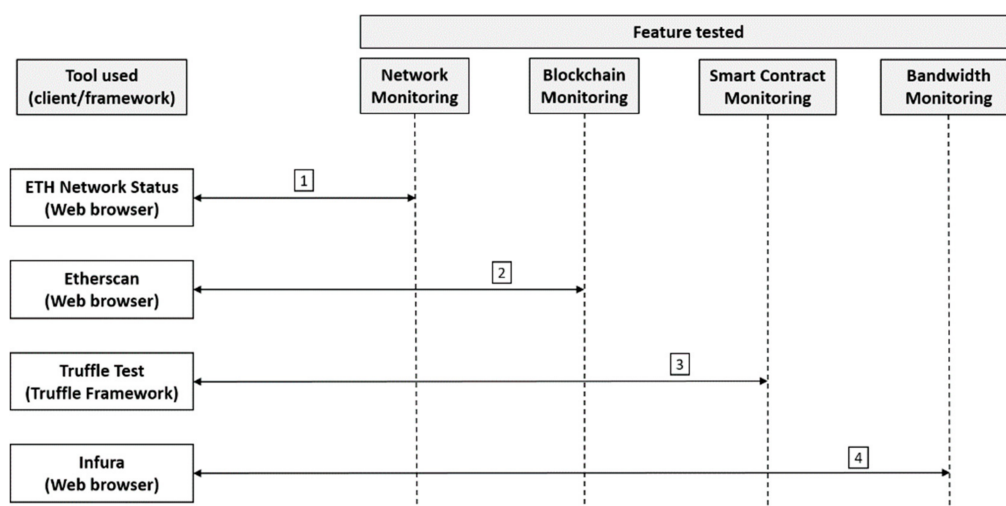 Feature tested
Tool used
(client/framework)
Network
Monitoring
Blockchain
Monitoring
Smart Contract
Monitoring
Bandwidth
Monitoring
ETH Network Status
(Web browser)
1
Etherscan
(Web browser)
2
Truffle Test
(Truffle Framework)
3
Infura
(Web browser)
4